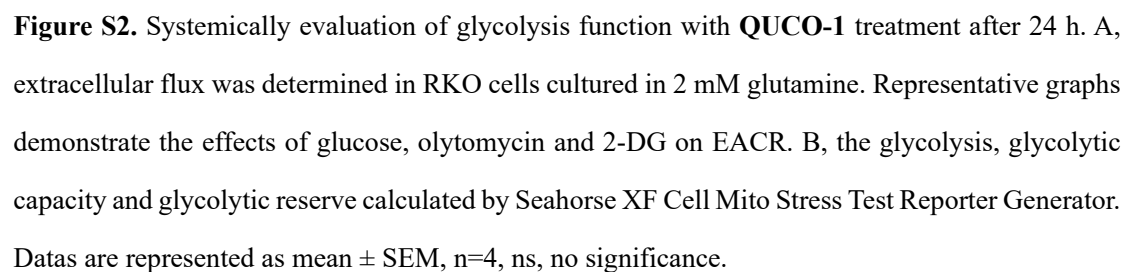 Figure S2. Systemically evaluation of glycolysis function with QUCO-1 treatment after 24 h. A,
extracellular flux was determined in RKO cells cultured in 2 mM glutamine. Representative graphs
demonstrate the effects of glucose, olytomycin and 2-DG on EACR. B, the glycolysis, glycolytic
capacity and glycolytic reserve calculated by Seahorse XF Cell Mito Stress Test Reporter Generator.
Datas are represented as mean ± SEM, n=4, ns, no significance.